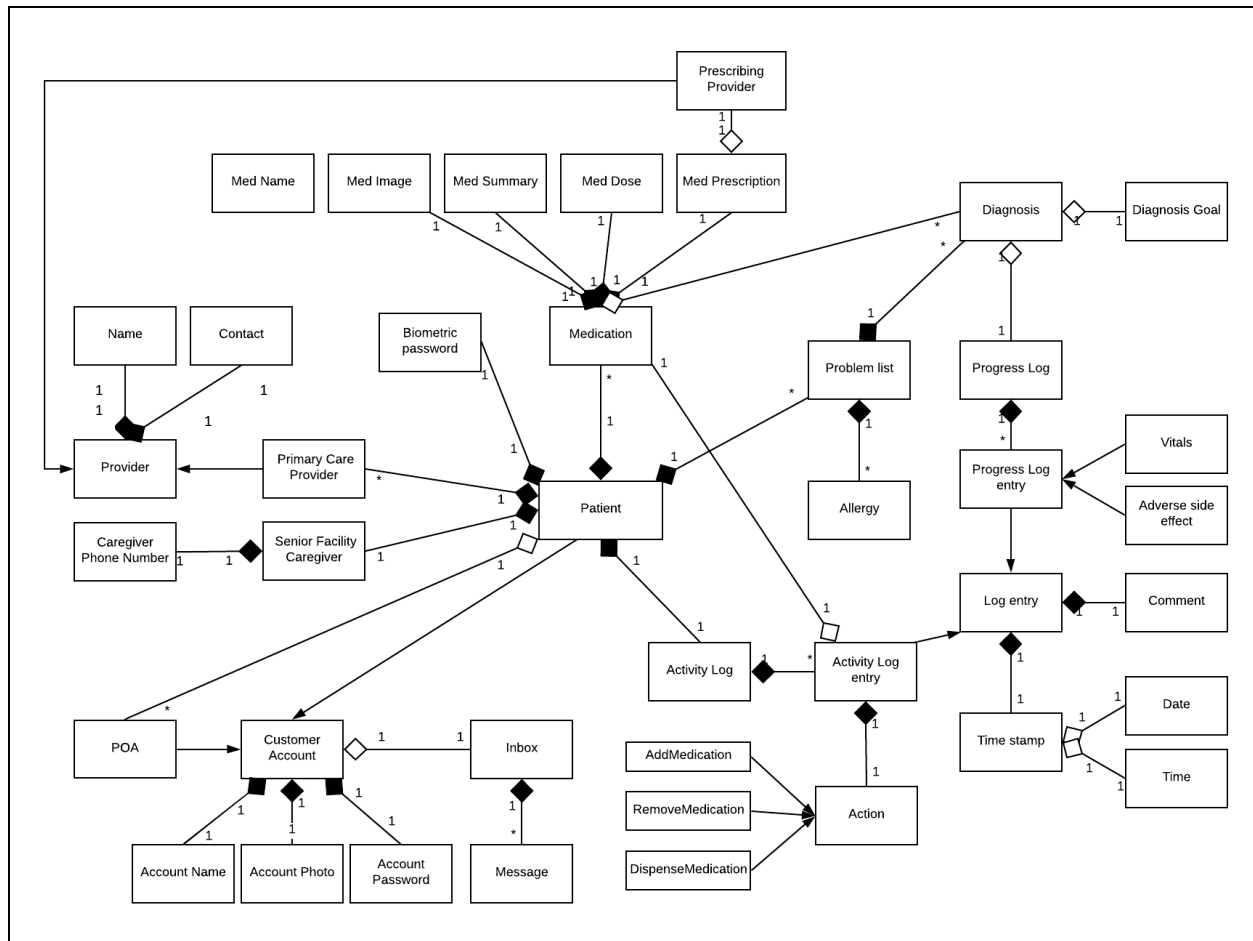 Prescribing
Provider
1
1
Med Name
Med Image
Med Summary
Med Dose
Med Prescription
Diagnosis
1
1
Diagnosis Goal
1
1
1
1
*
*
1
1
1
1
1
1
1
Name
Contact
Biometric
password
Medication
1
Problem list
1
Progress Log
1
1
*
1
*
1
1
1
1
1
1
*
Vitals
Provider
Primary Care
Provider
*
1
1
1
Patient
1
*
Allergy
Progress Log
entry
Adverse side
effect
Caregiver
Phone Number
1
1
Senior Facility
Caregiver
1
1
1
1
Log entry
1
1
Comment
1
1
1
Activity Log
1
*
Activity Log
entry
1
Date
*
POA
Customer
Account
1
1
Inbox
1
1
Time stamp
1
1
Time
AddMedication
1
1
1
1
1
1
1
1
*
RemoveMedication
1
Action
Account Name
Account Photo
Account
Password
Message
DispenseMedication